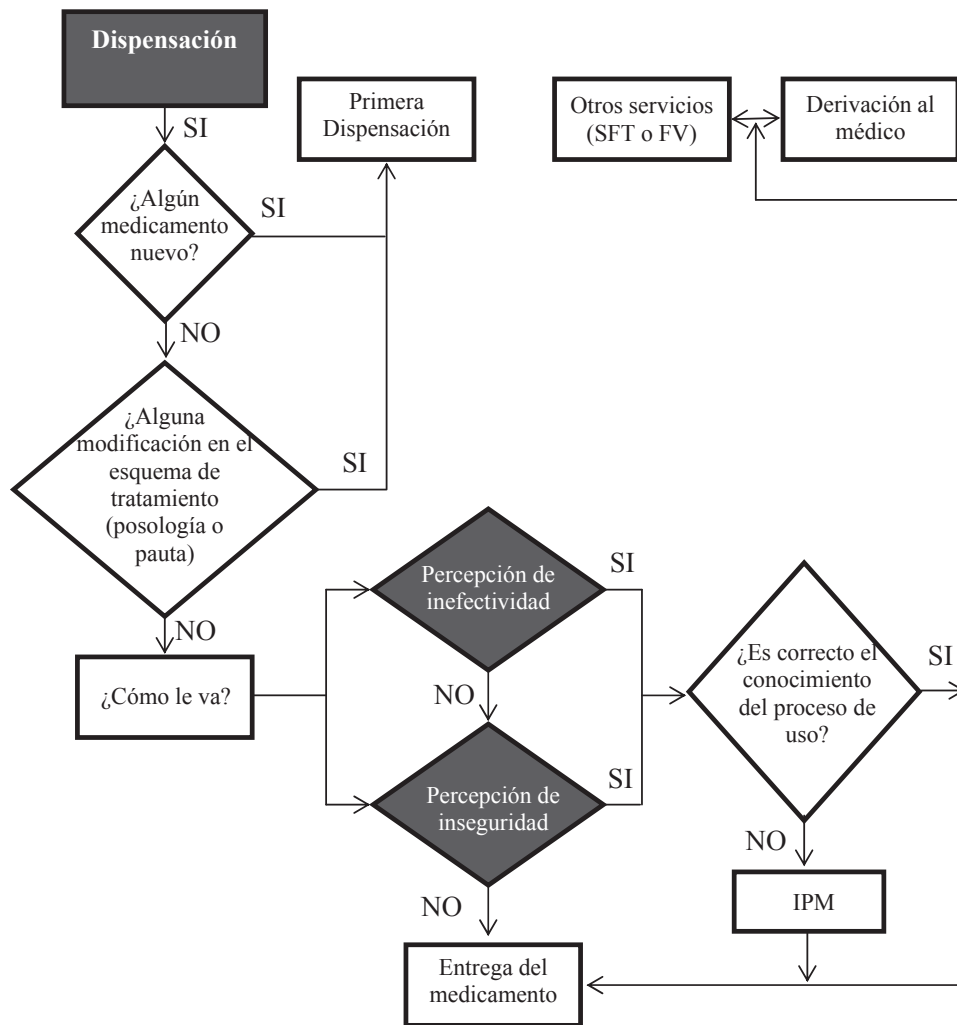 Dispensación
SI
Primera
Dispensación
Otros servicios
(SFT o FV)
Derivación al
médico
¿Algún
medicamento
nuevo?
SI
NO
¿Alguna
modificación en el
esquema de
tratamiento
(posología o
pauta)
SI
NO
¿Cómo le va?
Percepción de
inefectividad
SI
NO
Percepción de
inseguridad
SI
NO
¿Es correcto el
conocimiento
del proceso de
uso?
SI
NO
IPM
Entrega del
medicamento